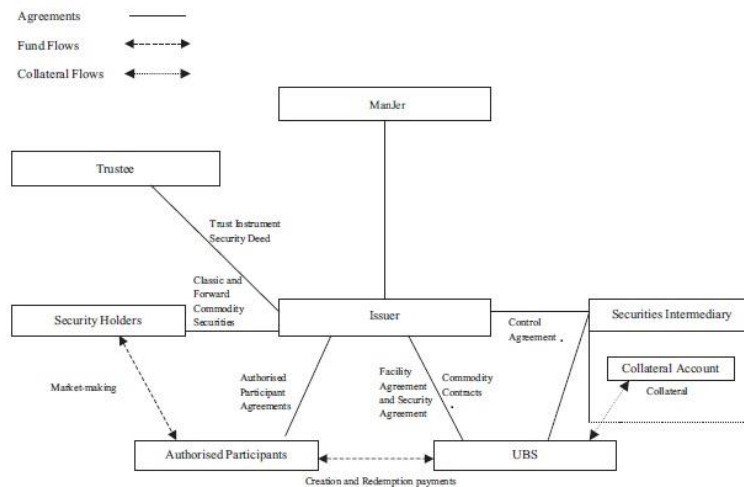 Agreements
Fund Flows
Collateral Flows
ManJer
Trustee
Trust Instrument
Security Deed
Classic and
Forward
Commodity
Securities
Security Holders
Issuer
Securities Intermediary
Control
Agreement
Collateral Account
Collateral
Market-making
Authorised
Participant
Agreements
Facility
Agreement
and Security
Agreement
Commodity
Contracts
Authorised Participants
UBS
Creation and Redemption payments